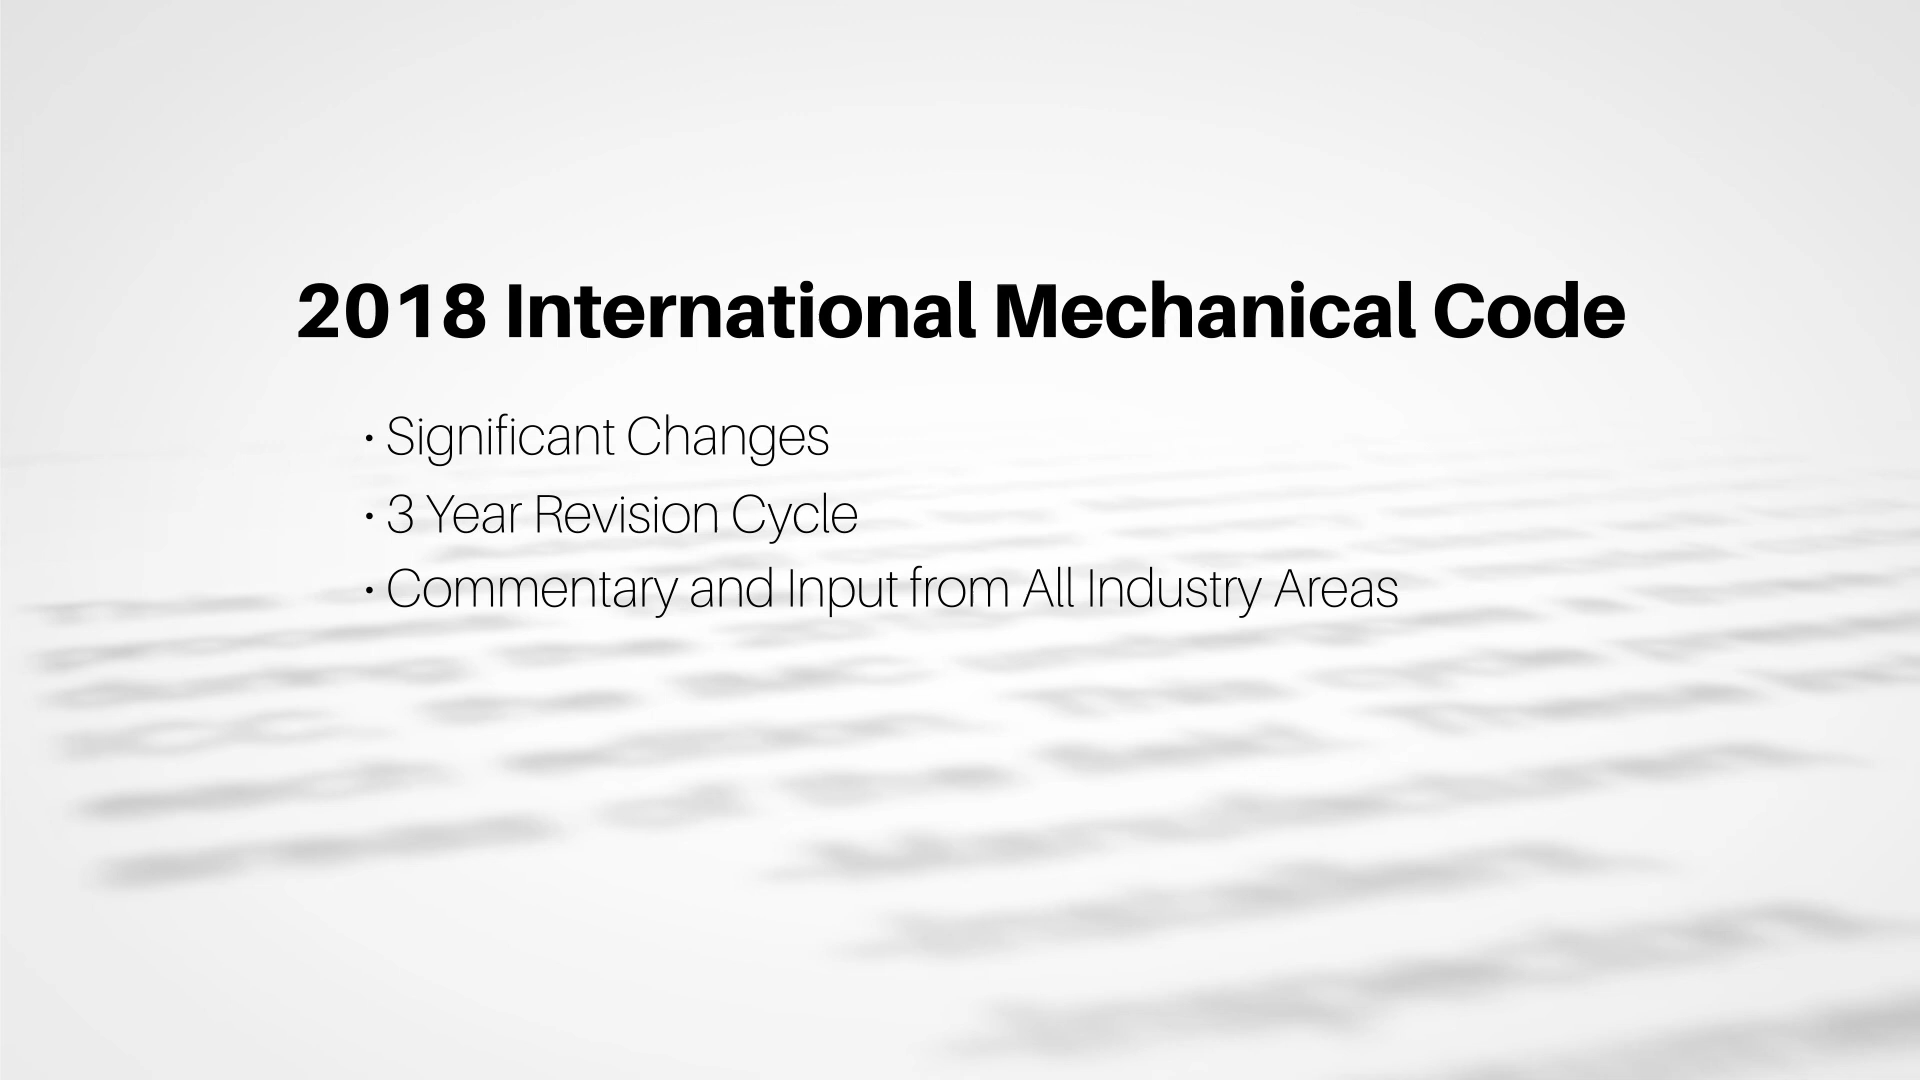 2018 International Mechanical Code
• Significant Changes
• 3 Year Revision Cycle
• Commentary and Input from All Industry Areas